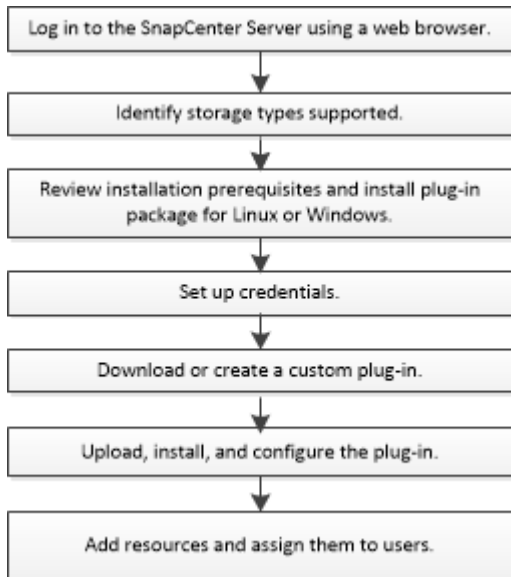 Log in to the SnapCenter Server using a web browser.
Identify storage types supported.
Review installation prerequisites and install plug-in
package for Linux or Windows.
Set up credentials.
Download or create a custom plug-in.
Upload, install, and configure the plug-in.
Add resources and assign them to users.